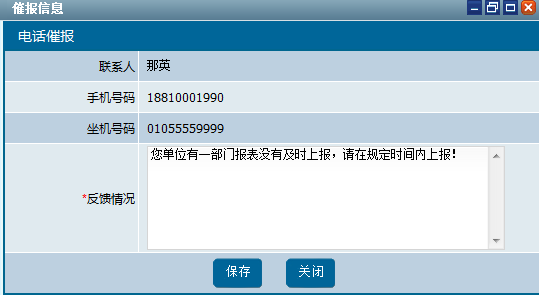 催报信息
电话催报
联系人 那英
手机号码 18810001990
坐机号码 01055559999
*反馈情况 您单位有一部门报表没有及时上报，请在规定时间内上报！
保存 关闭